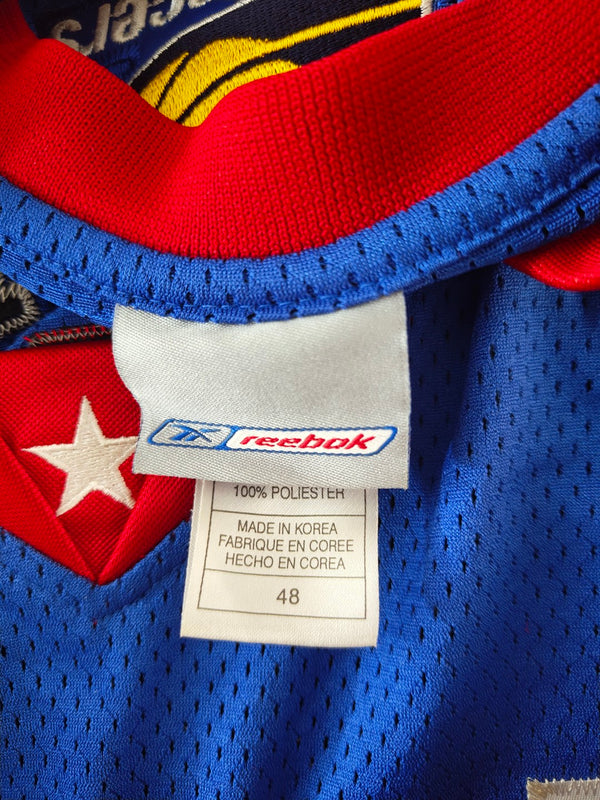 reebok
100% POLIESTER
MADE IN KOREA
FABRIQUE EN COREE
HECHO EN COREA
48